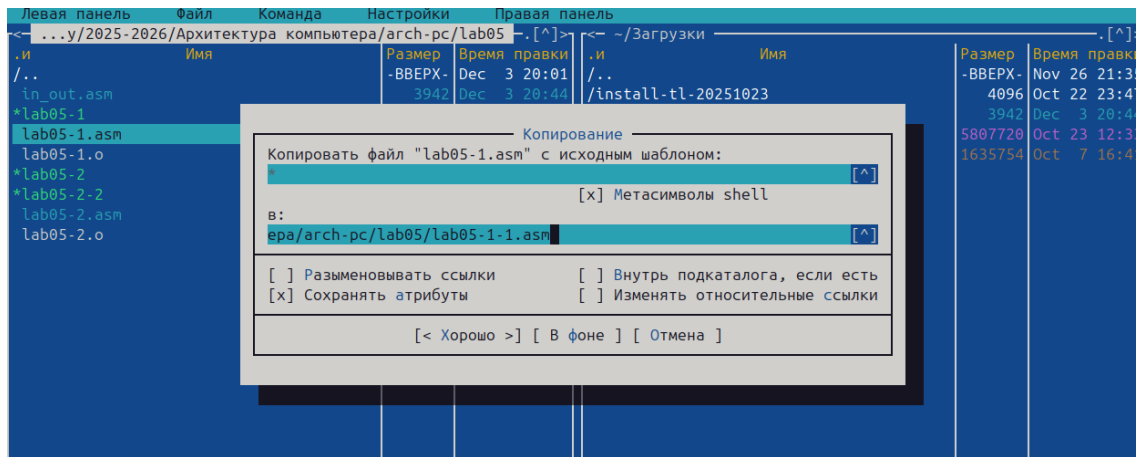 Левая панель Файл Команда Настройки Правая панель
<─ ...y/2025-2026/Архитектура компьютера/arch-pc/lab05 ─.[^]>┐┌<─ ~/Загрузки ─.[^]>
.и Имя Размер Время правки .и Имя Размер Время правки
/.. -ВВЕРХ- Dec 3 20:01 /.. -ВВЕРХ- Nov 26 21:35
in_out.asm 3942 Dec 3 20:44 /install-tl-20251023 4096 Oct 22 23:47
*lab05-1 3942 Dec 3 20:44
lab05-1.asm Копирование 5807720 Oct 23 12:33
lab05-1.o Копировать файл "lab05-1.asm" с исходным шаблоном: 1635754 Oct 7 16:41
*lab05-2 * [^]
*lab05-2-2 [x] Метасимволы shell
lab05-2.asm в:
lab05-2.o epa/arch-pc/lab05/lab05-1-1.asm [^]
[ ] Разыменовывать ссылки [ ] Внутрь подкаталога, если есть
[x] Сохранять атрибуты [ ] Изменять относительные ссылки
[< Хорошо >] [ В фоне ] [ Отмена ]